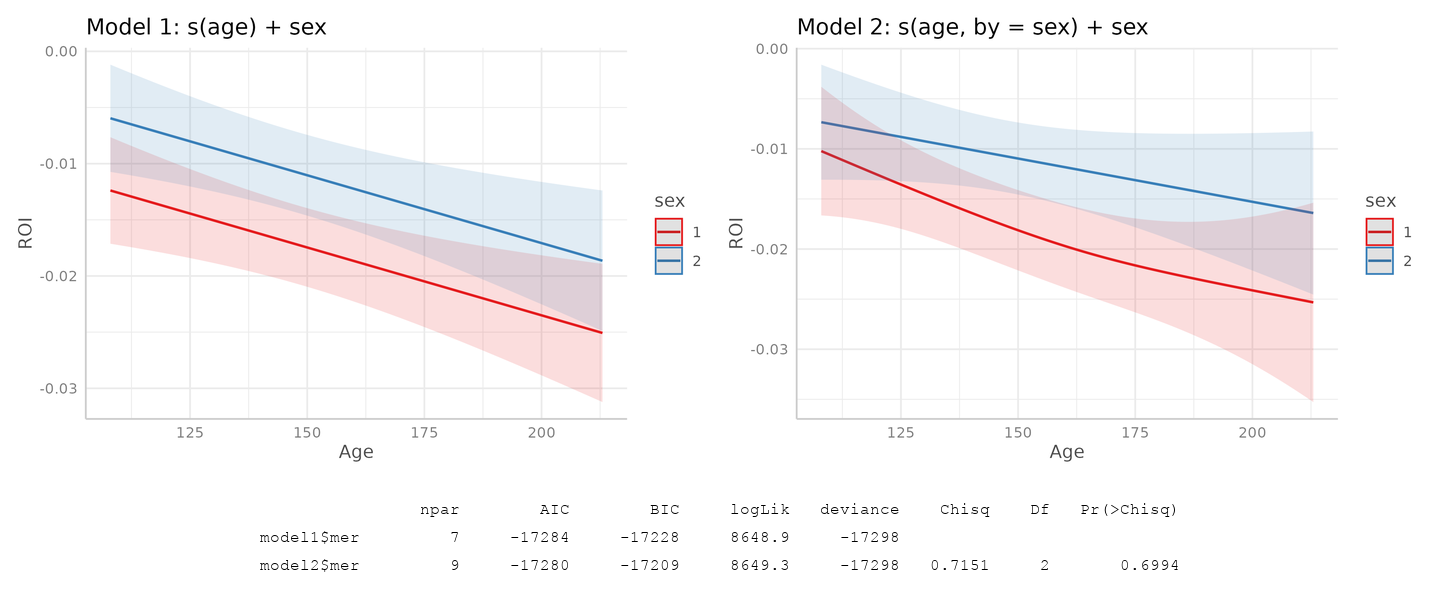 Model 1: s(age) + sex
0.00
-0.01
-0.02
-0.03
ROI
125 150 175 200
Age
sex
1
2
Model 2: s(age, by = sex) + sex
0.00
-0.01
-0.02
-0.03
ROI
125 150 175 200
Age
sex
1
2
npar AIC BIC logLik deviance Chisq Df Pr(>Chisq)
model1$mer 7 -17284 -17228 8648.9 -17298
model2$mer 9 -17280 -17209 8649.3 -17298 0.7151 2 0.6994